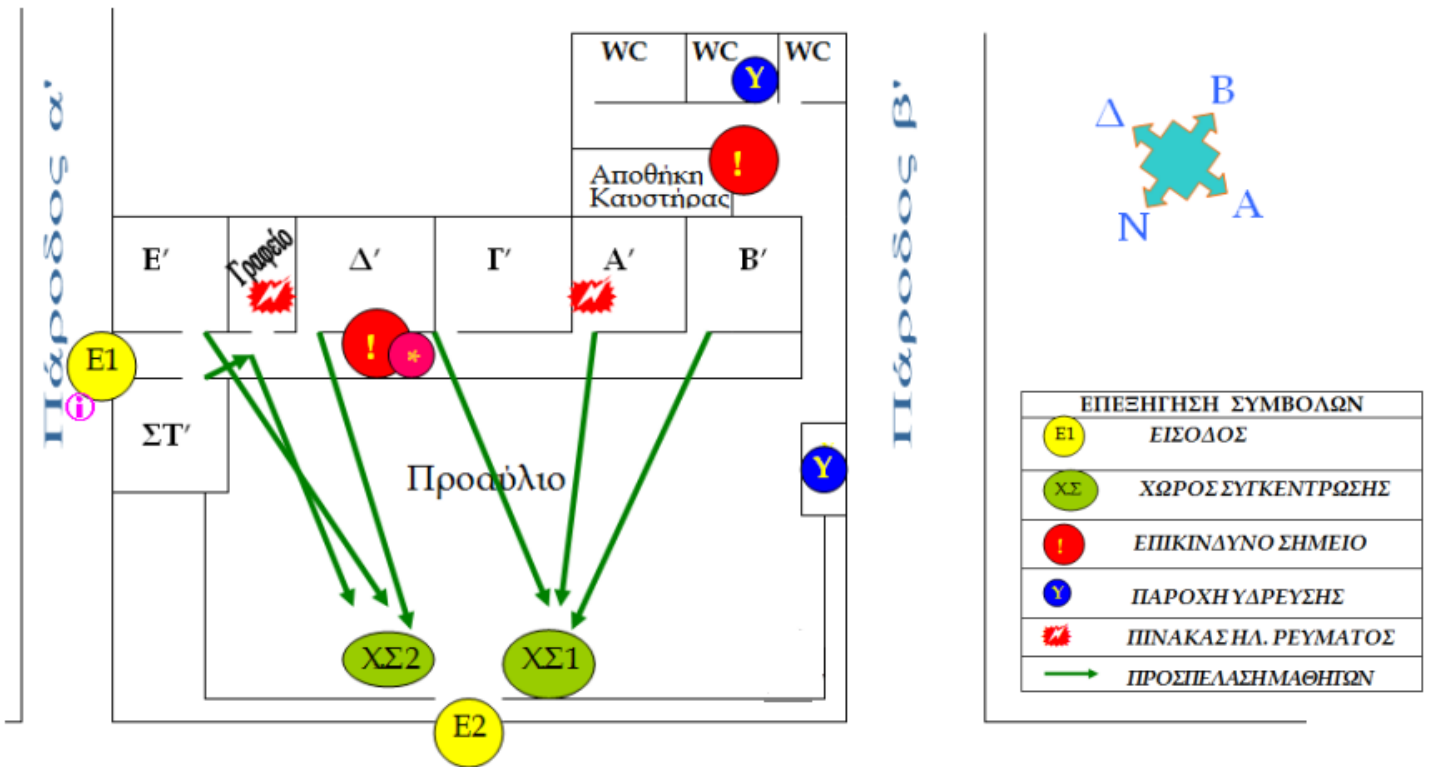 Πάροδος α'
WC
WC
WC
Υ
!
Αποθήκη
Καυστήρας
Πάροδος β'
Β
Δ
Α
Ν
Ε′
Γραφείο
Δ′
Γ′
Α′
Β′
Ε1
!
*
i
ΣΤ′
Προαύλιο
Υ
ΧΣ2
ΧΣ1
Ε2
ΕΠΕΞΗΓΗΣΗ ΣΥΜΒΟΛΩΝ
Ε1 ΕΙΣΟΔΟΣ
ΧΣ ΧΩΡΟΣ ΣΥΓΚΕΝΤΡΩΣΗΣ
! ΕΠΙΚΙΝΔΥΝΟ ΣΗΜΕΙΟ
Υ ΠΑΡΟΧΗ ΥΔΡΕΥΣΗΣ
ΠΙΝΑΚΑΣ ΗΛ. ΡΕΥΜΑΤΟΣ
ΠΡΟΣΠΕΛΑΣΗ ΜΑΘΗΤΩΝ